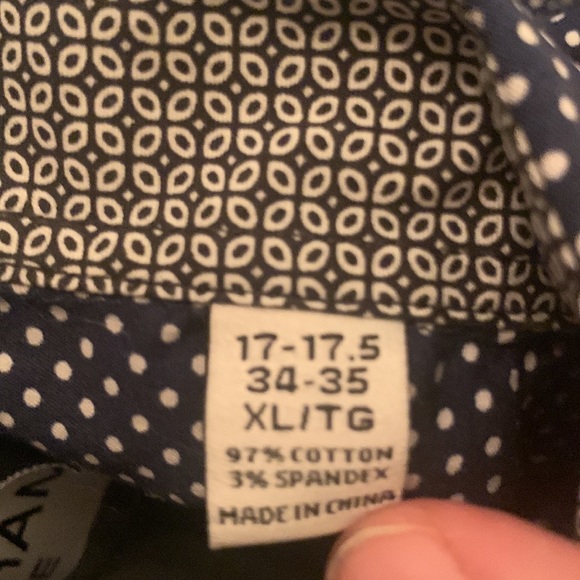 17-17.5
34-35
XL/TG
97% COTTON
3% SPANDEX
MADE IN CHINA